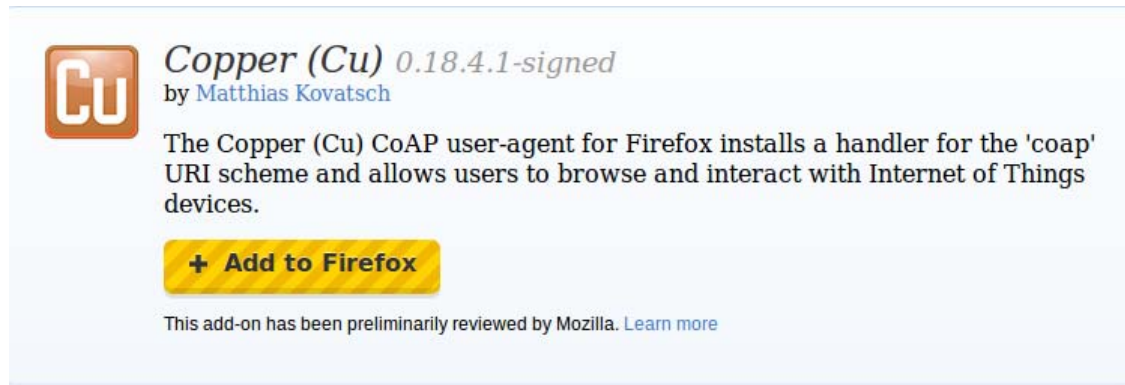 Cu
Copper (Cu) 0.18.4.1-signed
by Matthias Kovatsch
The Copper (Cu) CoAP user-agent for Firefox installs a handler for the 'coap'
URI scheme and allows users to browse and interact with Internet of Things
devices.
+ Add to Firefox
This add-on has been preliminarily reviewed by Mozilla. Learn more